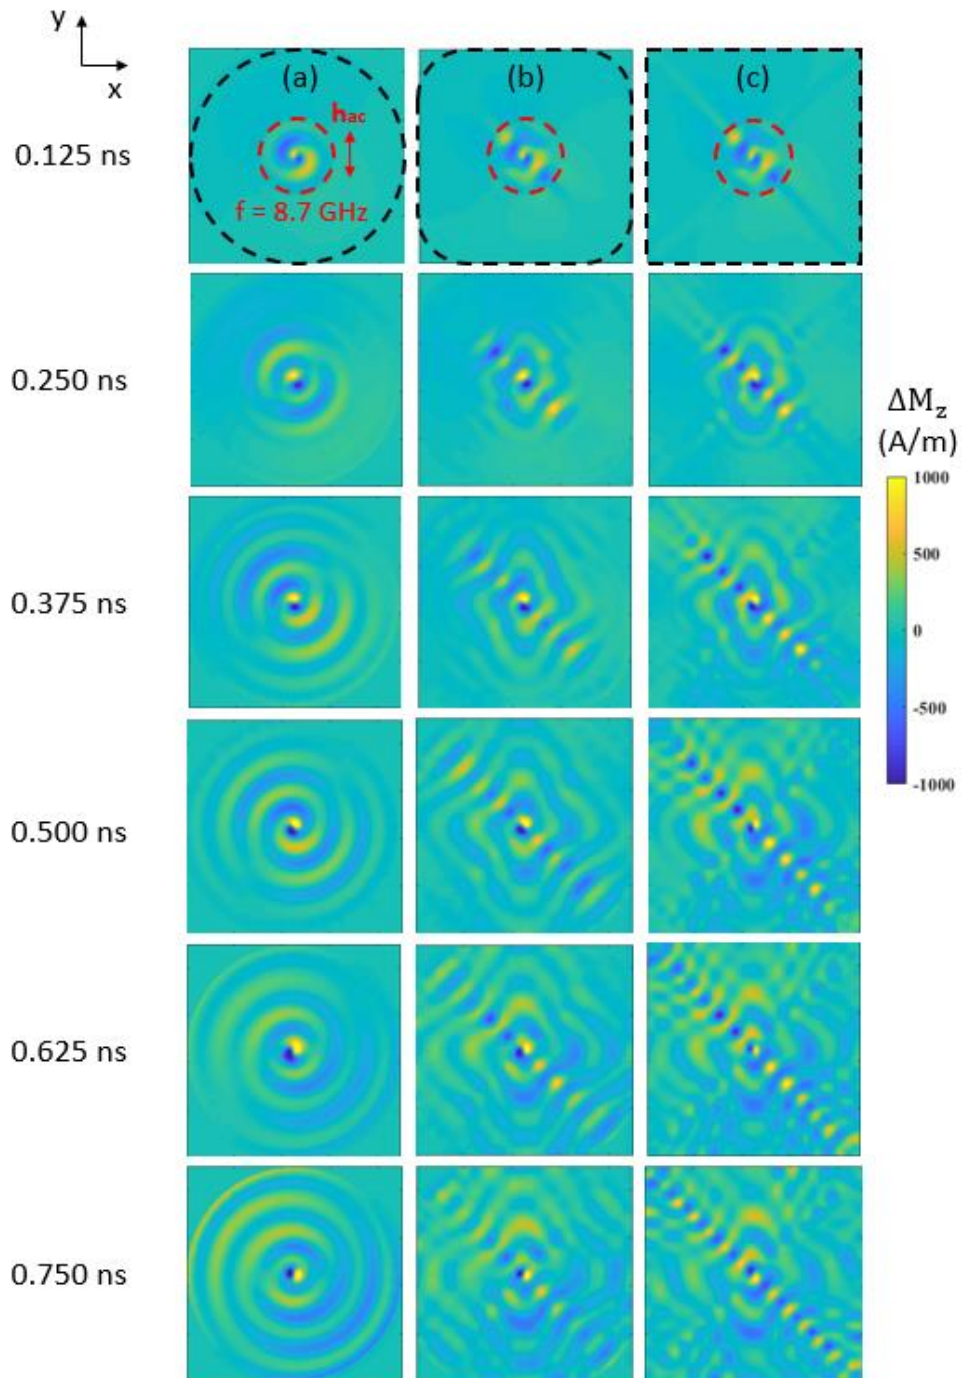 y
x
(a)
(b)
(c)
hac
f = 8.7 GHz
0.125 ns
0.250 ns
0.375 ns
0.500 ns
0.625 ns
0.750 ns
ΔMz
(A/m)
1000
500
0
-500
-1000